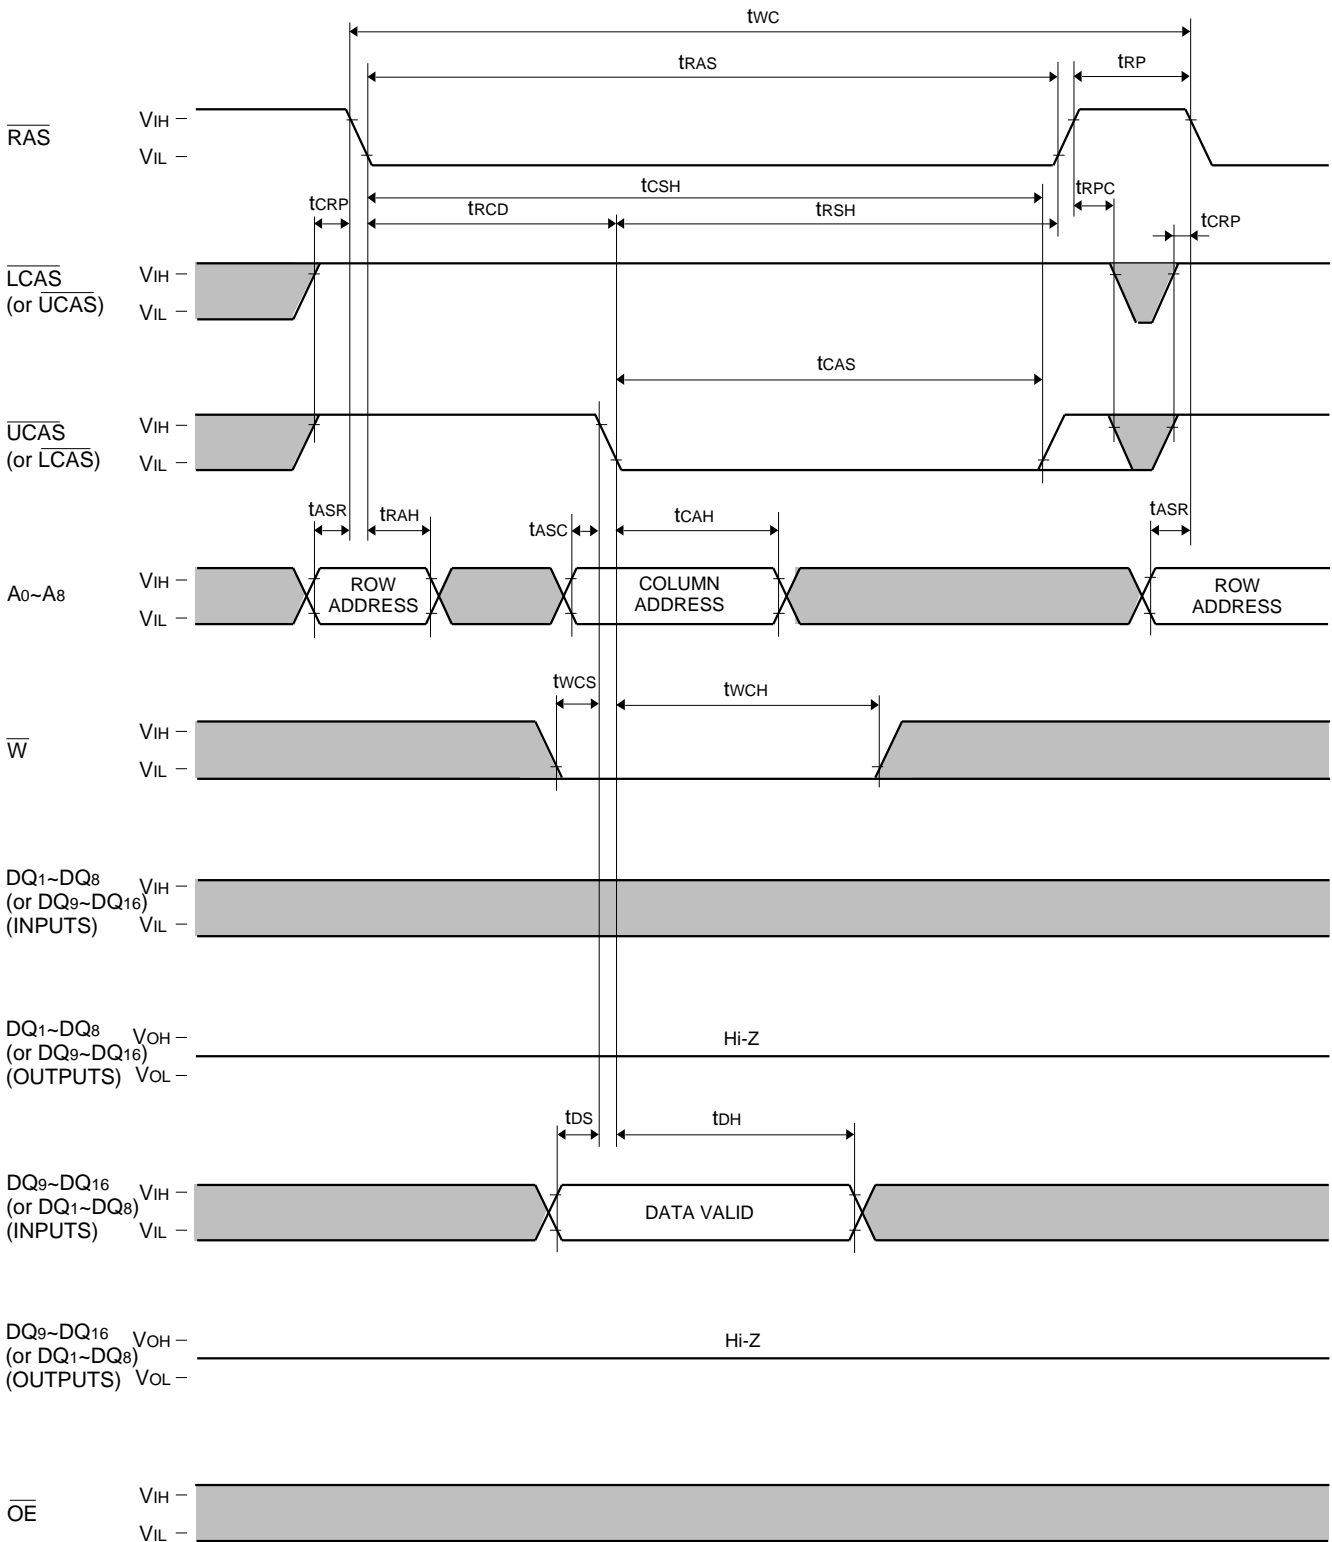 tWC
tRAS
tRP
RAS
VIH
VIL
tCSH
tRPC
tCRP
tRCD
tRSH
tCRP
LCAS
(or UCAS)
VIH
VIL
tCAS
UCAS
(or LCAS)
VIH
VIL
tASR
tRAH
tASC
tCAH
tASR
A0~A8
VIH
VIL
ROW
ADDRESS
COLUMN
ADDRESS
ROW
ADDRESS
tWCS
tWCH
W
VIH
VIL
DQ1~DQ8
(or DQ9~DQ16)
(INPUTS)
VIH
VIL
DQ1~DQ8
(or DQ9~DQ16)
(OUTPUTS)
VOH
VOL
Hi-Z
tDS
tDH
DQ9~DQ16
(or DQ1~DQ8)
(INPUTS)
VIH
VIL
DATA VALID
DQ9~DQ16
(or DQ1~DQ8)
(OUTPUTS)
VOH
VOL
Hi-Z
OE
VIH
VIL